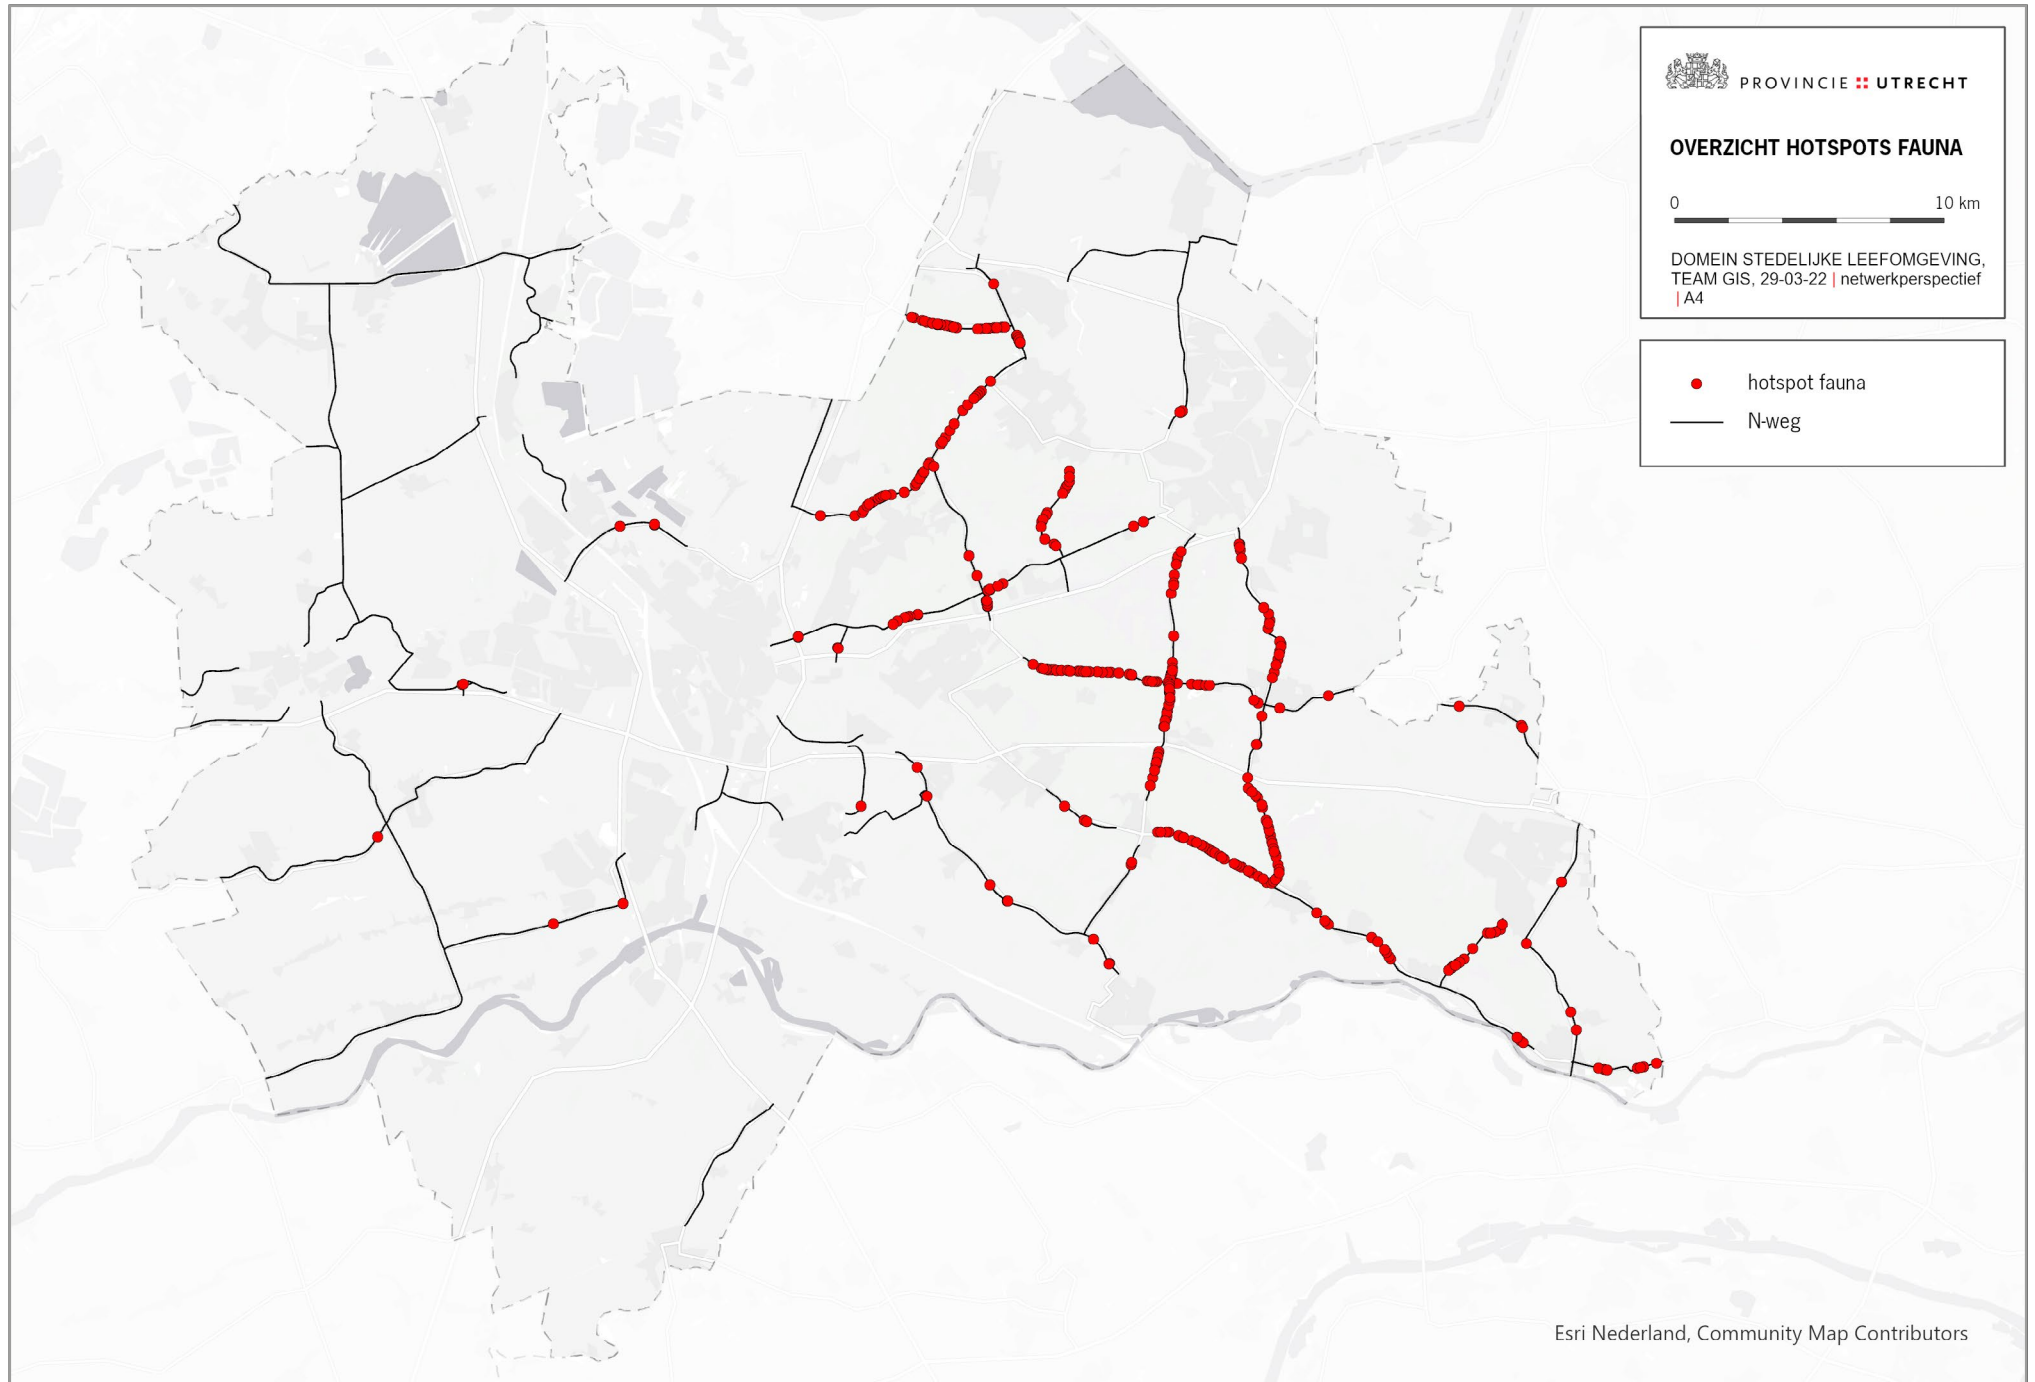 PROVINCIE UTRECHT
OVERZICHT HOTSPOTS FAUNA
0 10 km
DOMEIN STEDELIJKE LEEFOMGEVING,
TEAM GIS, 29-03-22 | netwerkperspectief
| A4
hotspot fauna
N-weg
Esri Nederland, Community Map Contributors